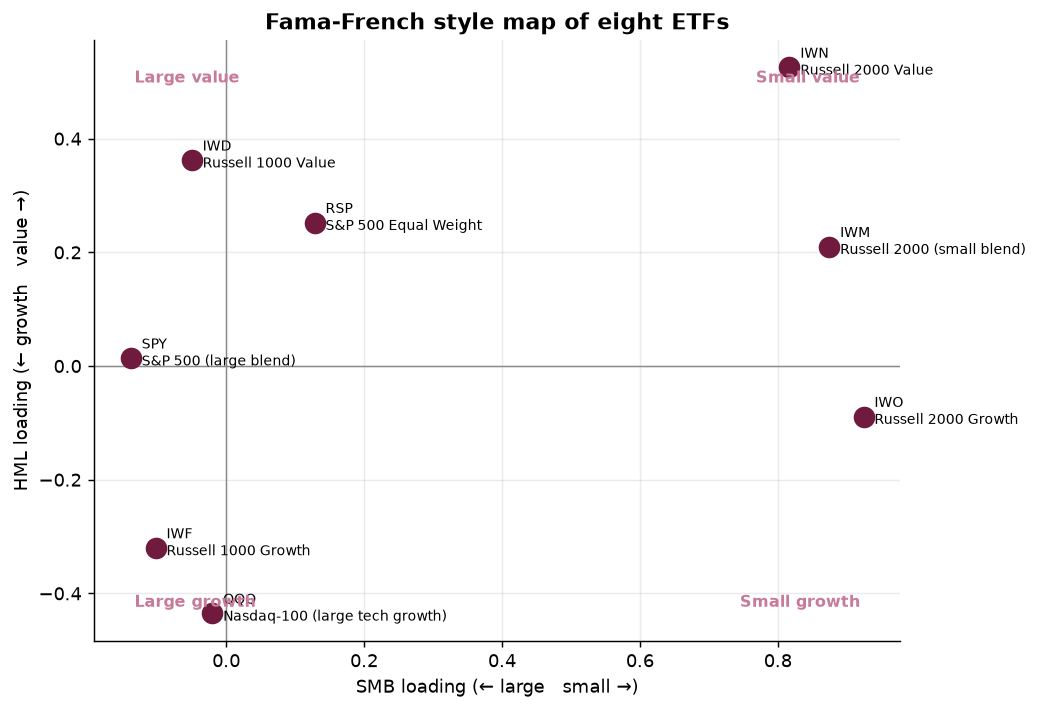 Fama-French style map of eight ETFs
IWN
Russell 2000 Value
Large value
Small value
IWD
Russell 1000 Value
RSP
S&P 500 Equal Weight
IWM
Russell 2000 (small blend)
SPY
S&P 500 (large blend)
IWO
Russell 2000 Growth
IWF
Russell 1000 Growth
QQQ
Large growth
Small growth
Nasdaq-100 (large tech growth)
0.4
0.2
0.0
−0.2
−0.4
HML loading (← growth   value →)
0.0
0.2
0.4
0.6
0.8
SMB loading (← large   small →)